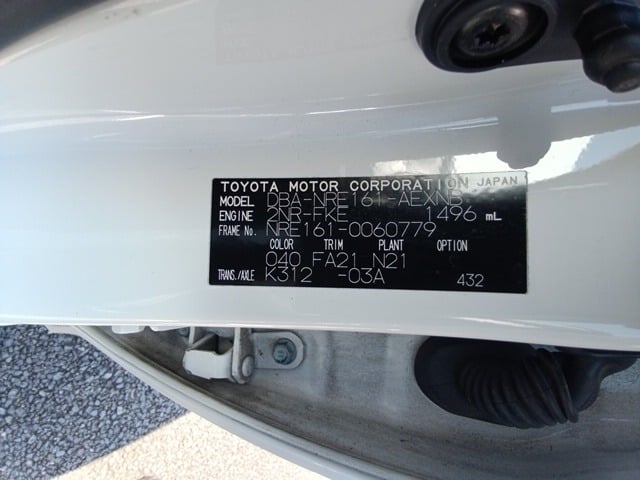 TOYOTA MOTOR CORPORATION JAPAN
MODEL DBA-NRE161-AEXNB
ENGINE 2NR-FKE 1496 mL
FRAME No. NRE161-0060779
COLOR TRIM PLANT OPTION
040 FA21 N21
TRANS./AXLE K312 -03A 432